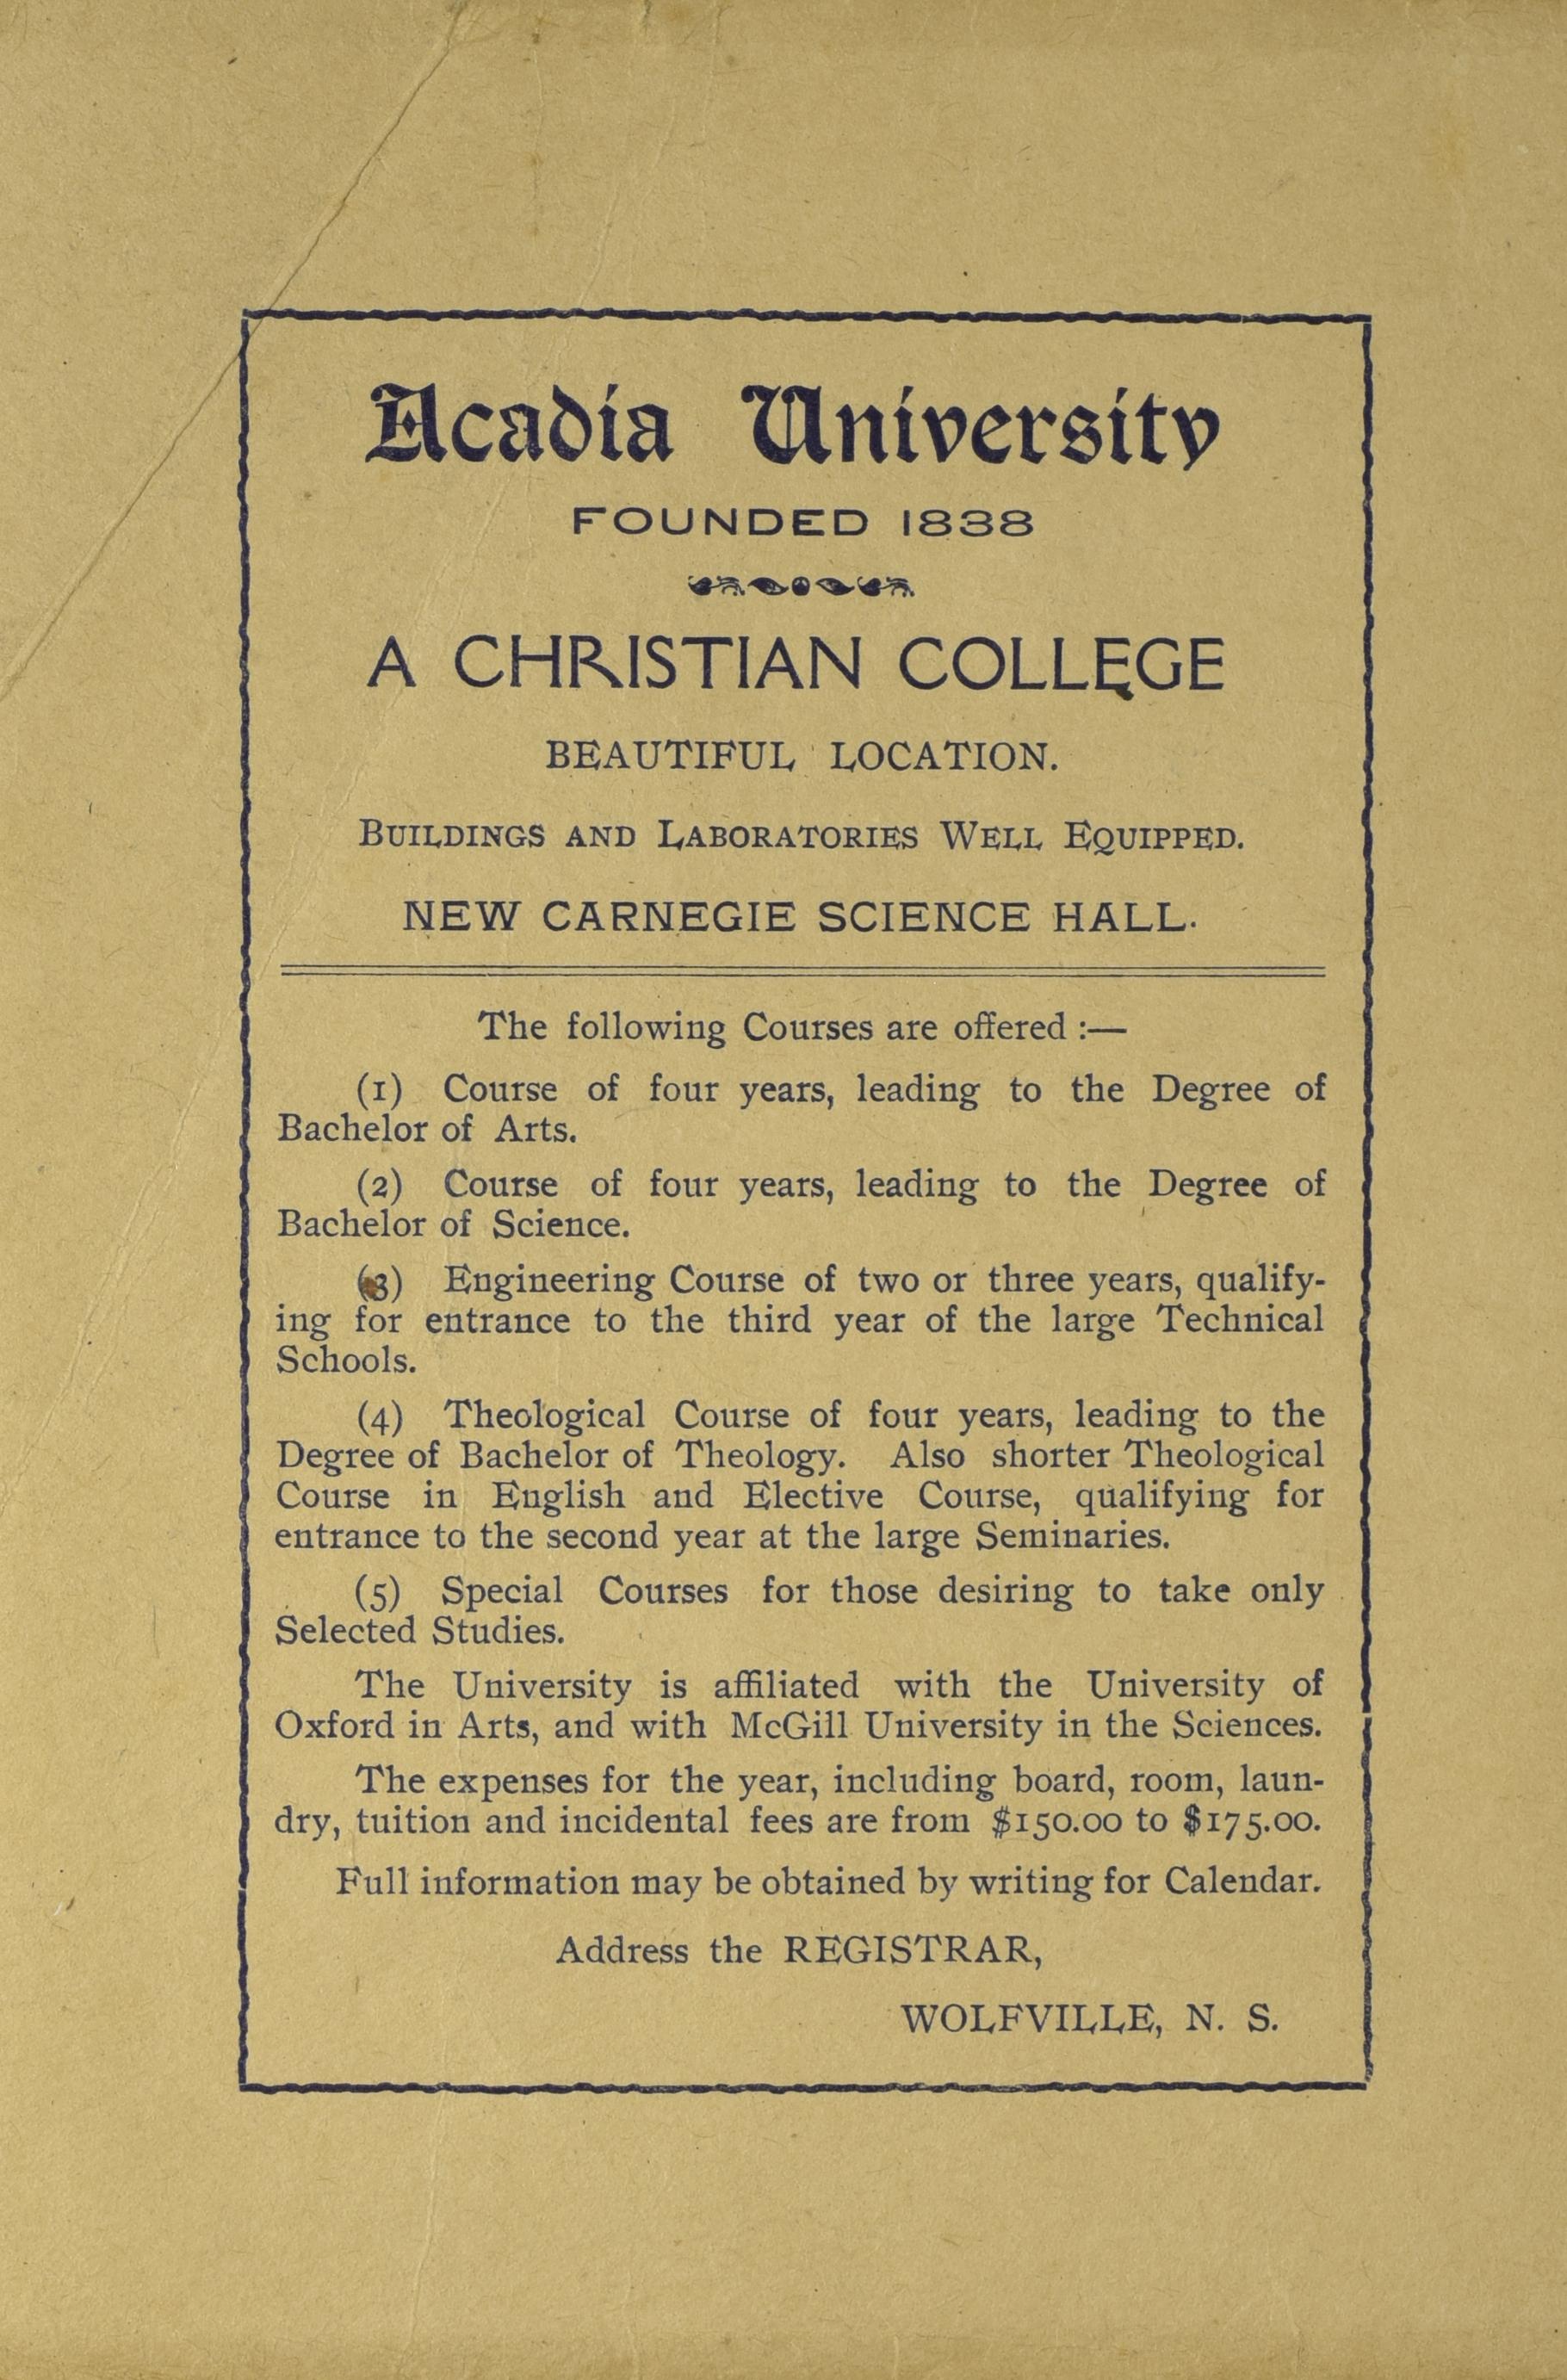 Acadia University
FOUNDED 1838
A CHRISTIAN COLLEGE
BEAUTIFUL LOCATION.
BUILDINGS AND LABORATORIES WELL EQUIPPED.
NEW CARNEGIE SCIENCE HALL.
The following Courses are offered :—
(1) Course of four years, leading to the Degree of
Bachelor of Arts.
(2) Course of four years, leading to the Degree of
Bachelor of Science.
(3) Engineering Course of two or three years, qualify-
ing for entrance to the third year of the large Technical
Schools.
(4) Theological Course of four years, leading to the
Degree of Bachelor of Theology. Also shorter Theological
Course in English and Elective Course, qualifying for
entrance to the second year at the large Seminaries.
(5) Special Courses for those desiring to take only
Selected Studies.
The University is affiliated with the University of
Oxford in Arts, and with McGill University in the Sciences.
The expenses for the year, including board, room, laun-
dry, tuition and incidental fees are from $150.00 to $175.00.
Full information may be obtained by writing for Calendar.
Address the REGISTRAR,
WOLFVILLE, N. S.